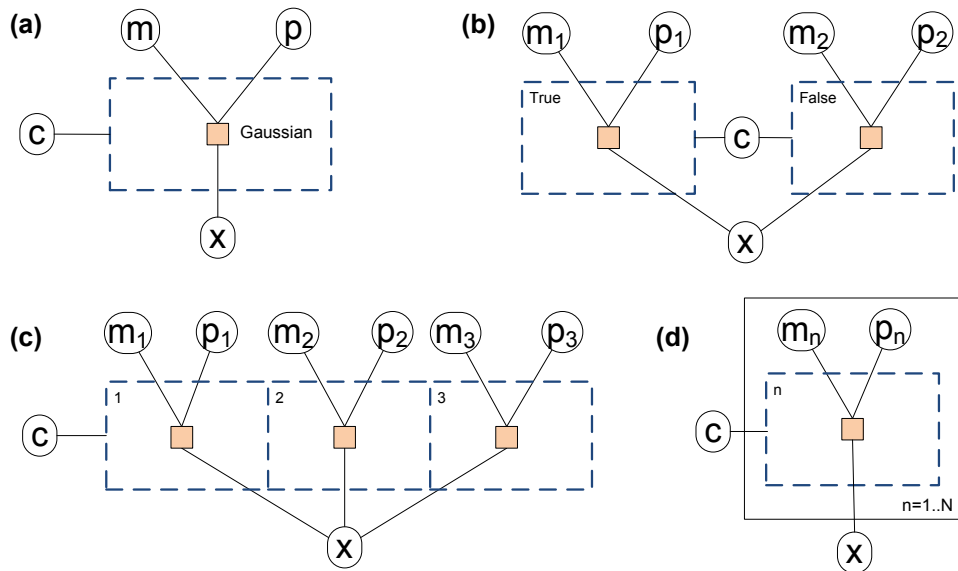 (a)
m p
c
Gaussian
x
(b)
m₁ p₁ m₂ p₂
True False
c
x
(c)
m₁ p₁ m₂ p₂ m₃ p₃
1 2 3
c
x
(d)
mₙ pₙ
n
c
n=1..N
x